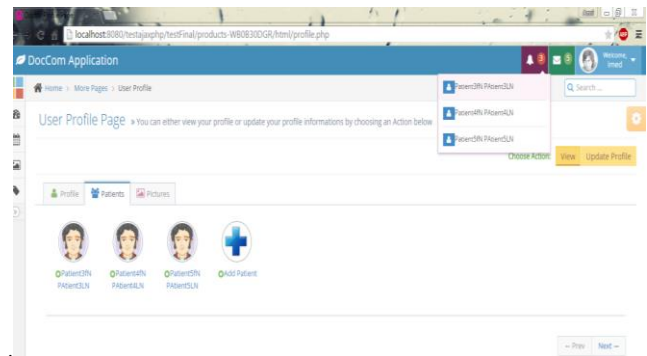 localhost:8080/testajaxphp/testFinal/products-WB0B30DGR/html/profile.php
DocCom Application
3
Welcome,
Imed
Home > More Pages > User Profile
Search ...
Patient3fN PAtient3LN
Patient4fN PAtient4LN
Patient5fN PAtient5LN
User Profile Page » You can either view your profile or update your profile informations by choosing an Action below
Choose Action:
View
Update Profile
Profile
Patients
Pictures
Patient3fN
PAtient3LN
Patient4fN
PAtient4LN
Patient5fN
PAtient5LN
Add Patient
← Prev
Next →